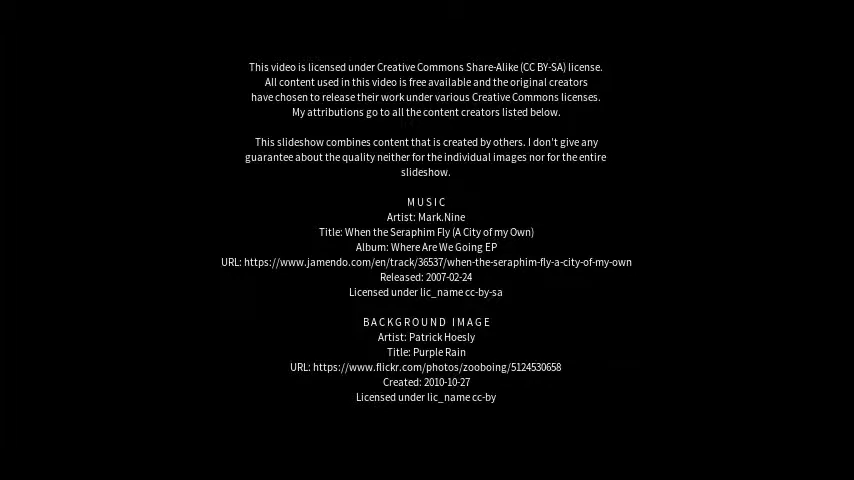 This video is licensed under Creative Commons Share-Alike (CC BY-SA) license.
All content used in this video is free available and the original creators
have chosen to release their work under various Creative Commons licenses.
My attributions go to all the content creators listed below.
This slideshow combines content that is created by others. I don't give any
guarantee about the quality neither for the individual images nor for the entire
slideshow.
MUSIC
Artist: Mark.Nine
Title: When the Seraphim Fly (A City of my Own)
Album: Where Are We Going EP
URL: https://www.jamendo.com/en/track/36537/when-the-seraphim-fly-a-city-of-my-own
Released: 2007-02-24
Licensed under lic_name cc-by-sa
BACKGROUND IMAGE
Artist: Patrick Hoesly
Title: Purple Rain
URL: https://www.flickr.com/photos/zooboing/5124530658
Created: 2010-10-27
Licensed under lic_name cc-by